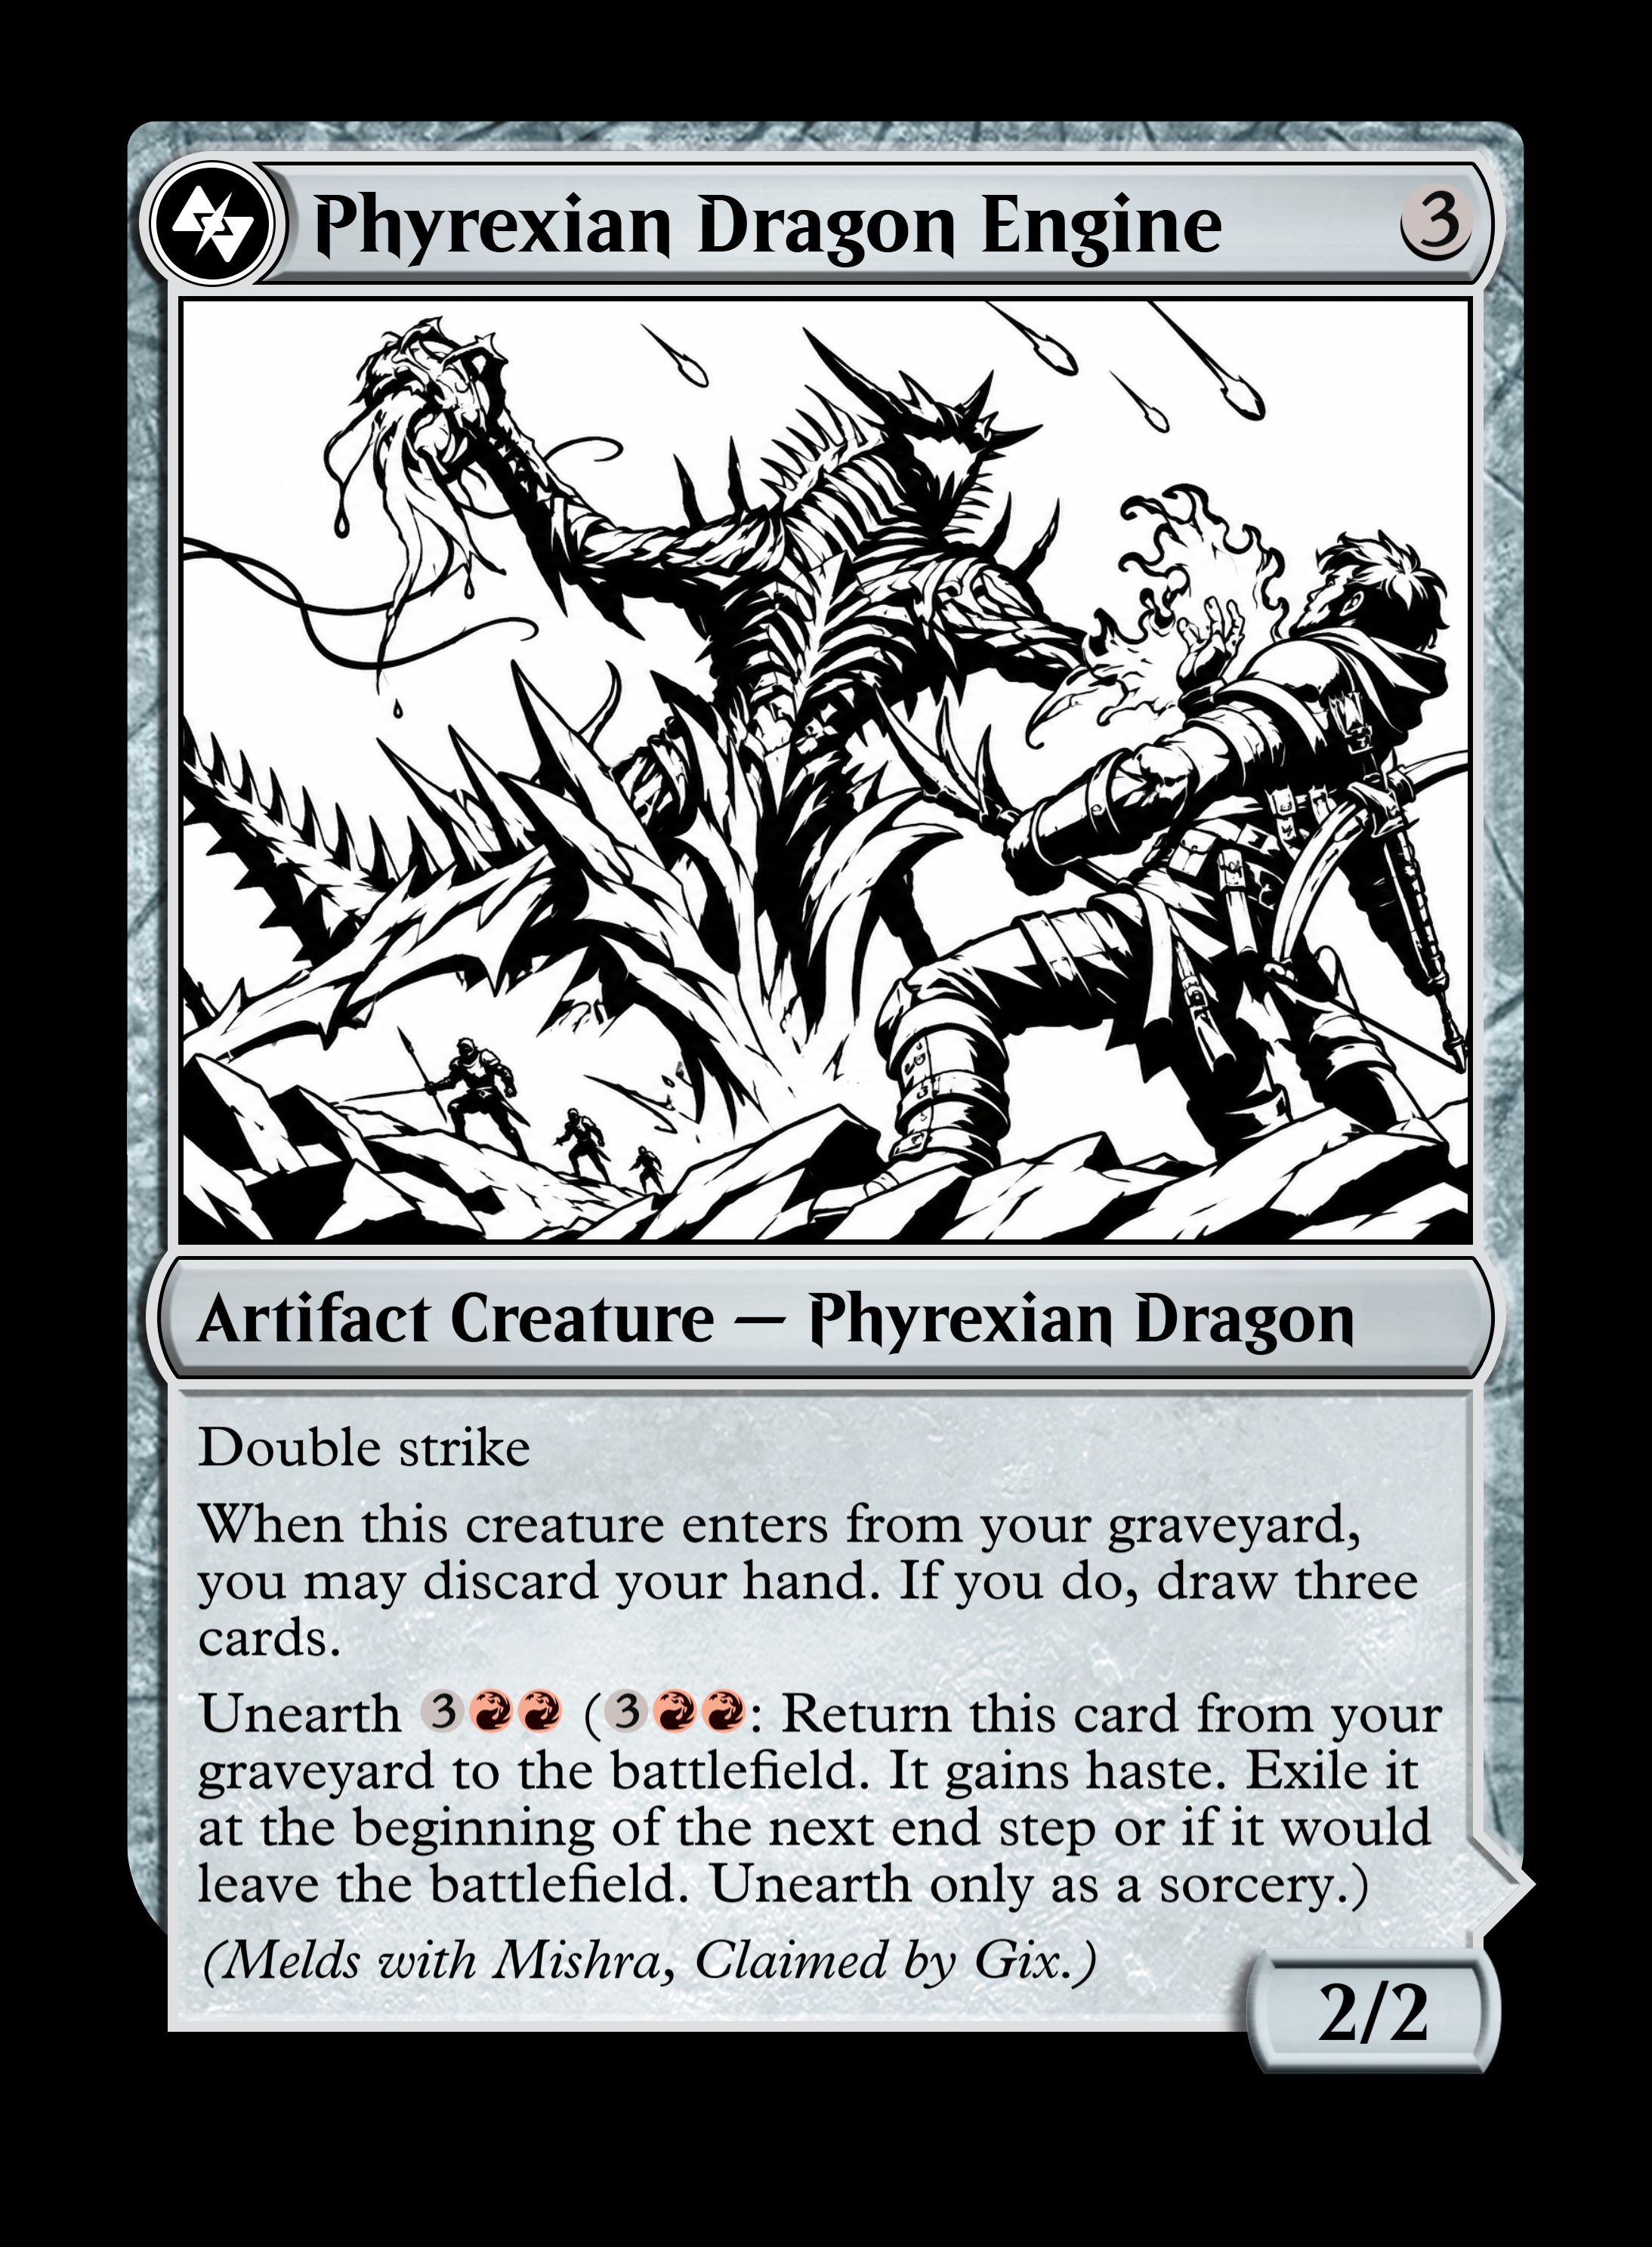 Phyrexian Dragon Engine
3
Artifact Creature — Phyrexian Dragon
Double strike
When this creature enters from your graveyard,
you may discard your hand. If you do, draw three
cards.
Unearth 3 (3: Return this card from your
graveyard to the battlefield. It gains haste. Exile it
at the beginning of the next end step or if it would
leave the battlefield. Unearth only as a sorcery.)
(Melds with Mishra, Claimed by Gix.)
2/2